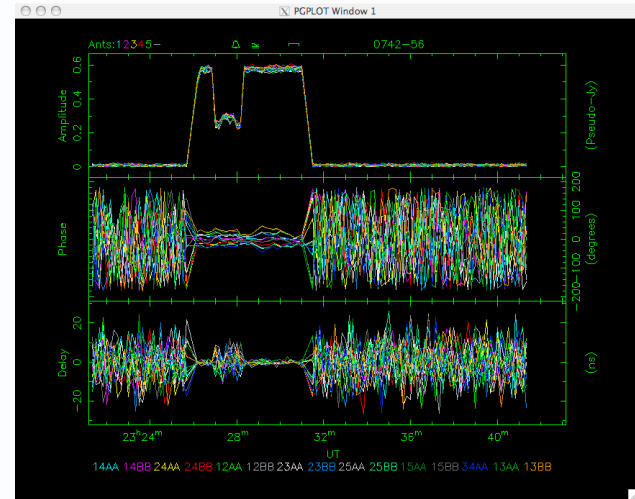 PGPLOT Window 1
Ants:12345- 0742-56
0.6
0.4
0.2
0
Amplitude
(Pseudo-Jy)
200
100
0
-100
-200
Phase
(degrees)
20
0
-20
Delay
(ns)
23h24m 28m 32m 36m 40m
UT
14AA 14BB 24AA 24BB 12AA 12BB 23AA 23BB 25AA 25BB 15AA 15BB 34AA 13AA 13BB